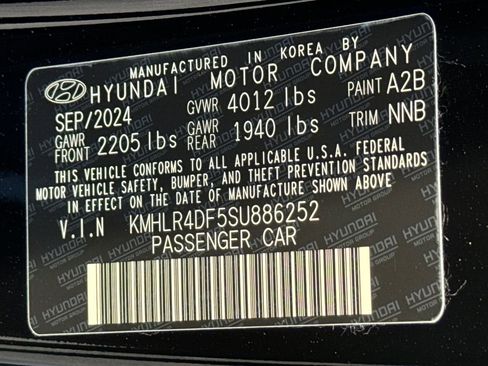 MANUFACTURED IN KOREA BY
HYUNDAI MOTOR COMPANY
SEP/2024 GVWR 4012 lbs PAINT A2B
GAWR FRONT 2205 lbs GAWR REAR 1940 lbs TRIM NNB
THIS VEHICLE CONFORMS TO ALL APPLICABLE U.S.A. FEDERAL
MOTOR VEHICLE SAFETY, BUMPER, AND THEFT PREVENTION STANDARDS
IN EFFECT ON THE DATE OF MANUFACTURE SHOWN ABOVE.
V.I.N KMHLR4DF5SU886252
PASSENGER CAR